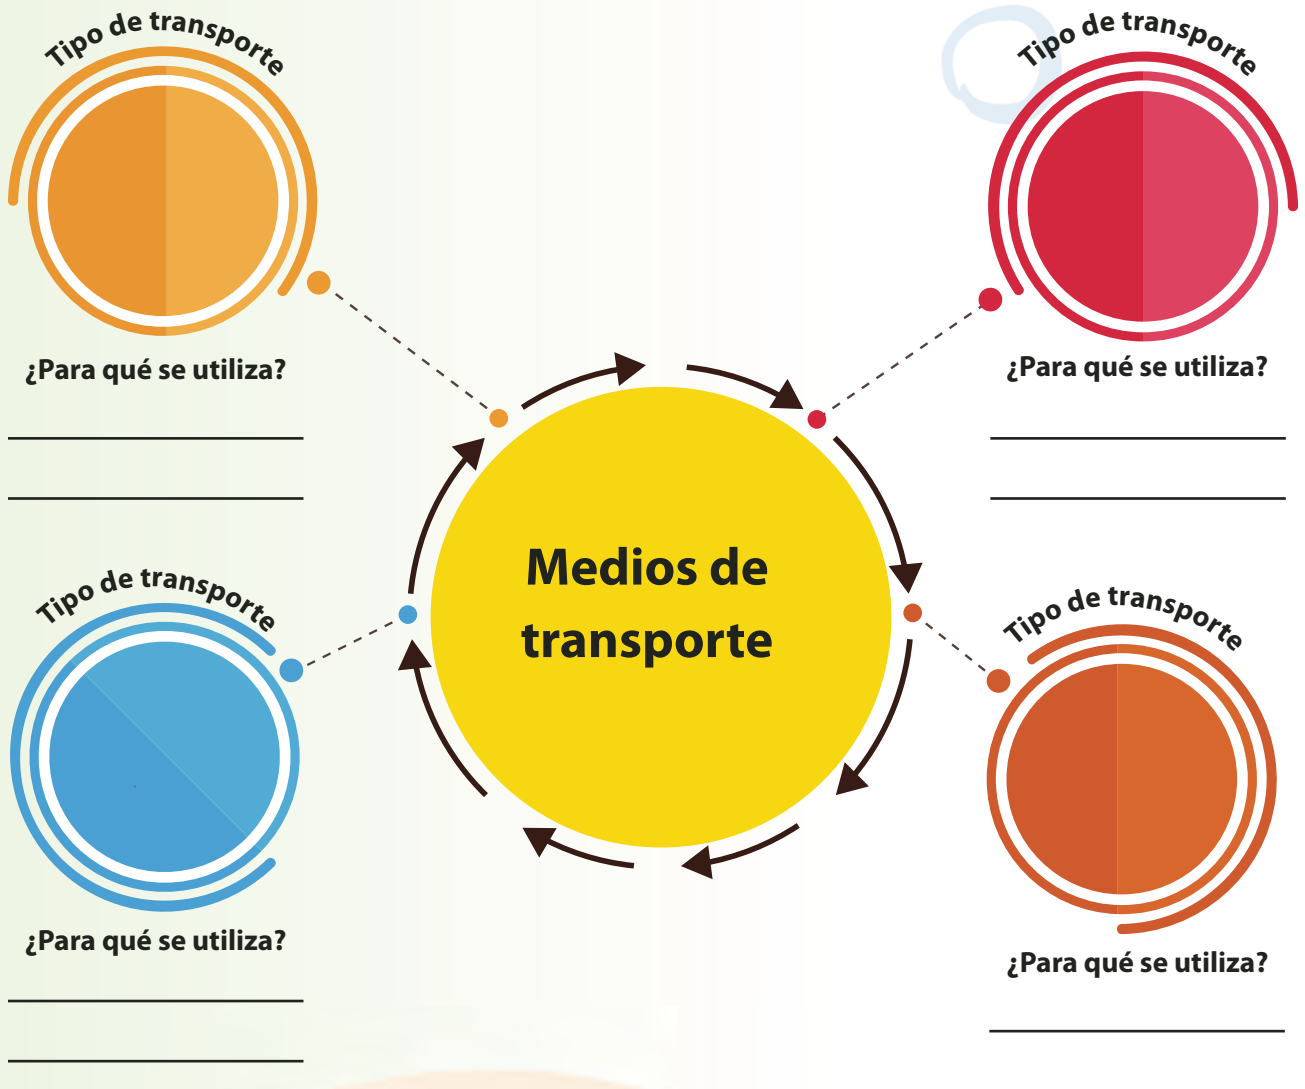 Tipo de transporte
¿Para qué se utiliza?
Tipo de transporte
¿Para qué se utiliza?
Medios de
transporte
Tipo de transporte
¿Para qué se utiliza?
Tipo de transporte
¿Para qué se utiliza?